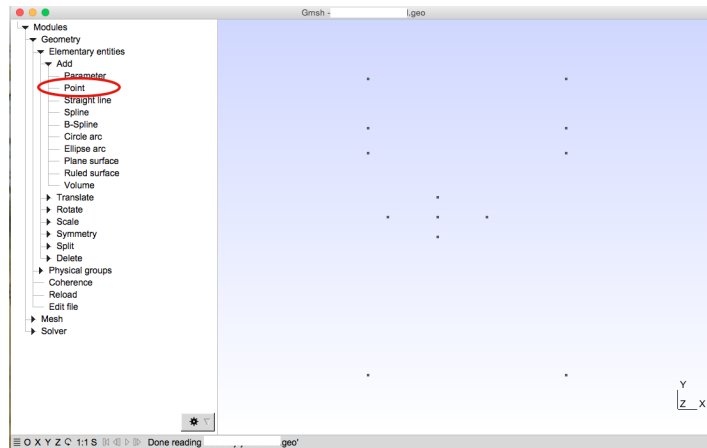 Gmsh - l.geo
Modules
Geometry
Elementary entities
Add
Parameter
Point
Straight line
Spline
B-Spline
Circle arc
Ellipse arc
Plane surface
Ruled surface
Volume
Translate
Rotate
Scale
Symmetry
Split
Delete
Physical groups
Coherence
Reload
Edit file
Mesh
Solver
Y
Z X
O X Y Z 1:1 S Done reading .geo'